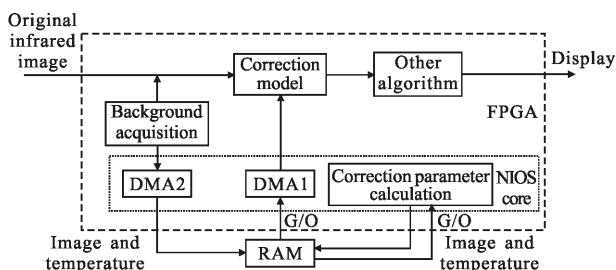 Original
infrared
image
Correction
model
Other
algorithm
Display
FPGA
Background
acquisition
DMA2
DMA1
Correction parameter
calculation
NIOS
core
G/O
G/O
Image and
temperature
RAM
Image and
temperature